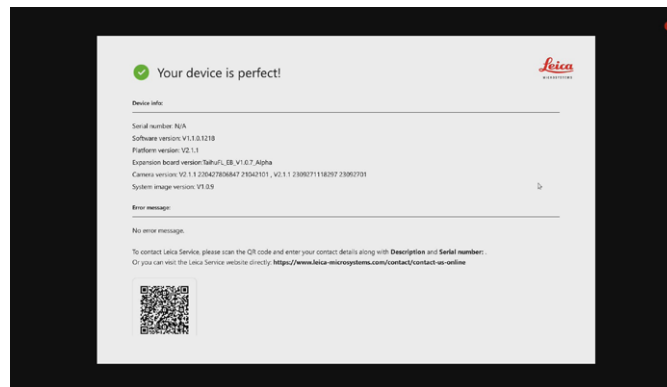 Your device is perfect!
Leica
MICROSYSTEMS
Device info:
Serial number: N/A
Software version: V1.1.0.1218
Platform version: V2.1.1
Expansion board version:TaihuFL_EB_V1.0.7_Alpha
Camera version: V2.1.1 220427806847 21042101 , V2.1.1 2309271118297 23092701
System image version: V1.0.9
Error message:
No error message.
To contact Leica Service, please scan the QR code and enter your contact details along with Description and Serial number: .
Or you can visit the Leica Service website directly: https://www.leica-microsystems.com/contact/contact-us-online